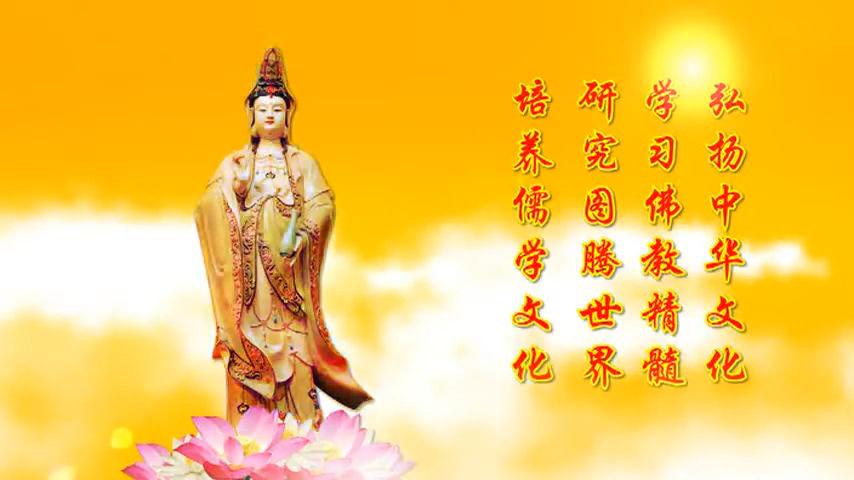 弘扬中华文化
学习佛教精髓
研究图腾世界
培养儒学文化